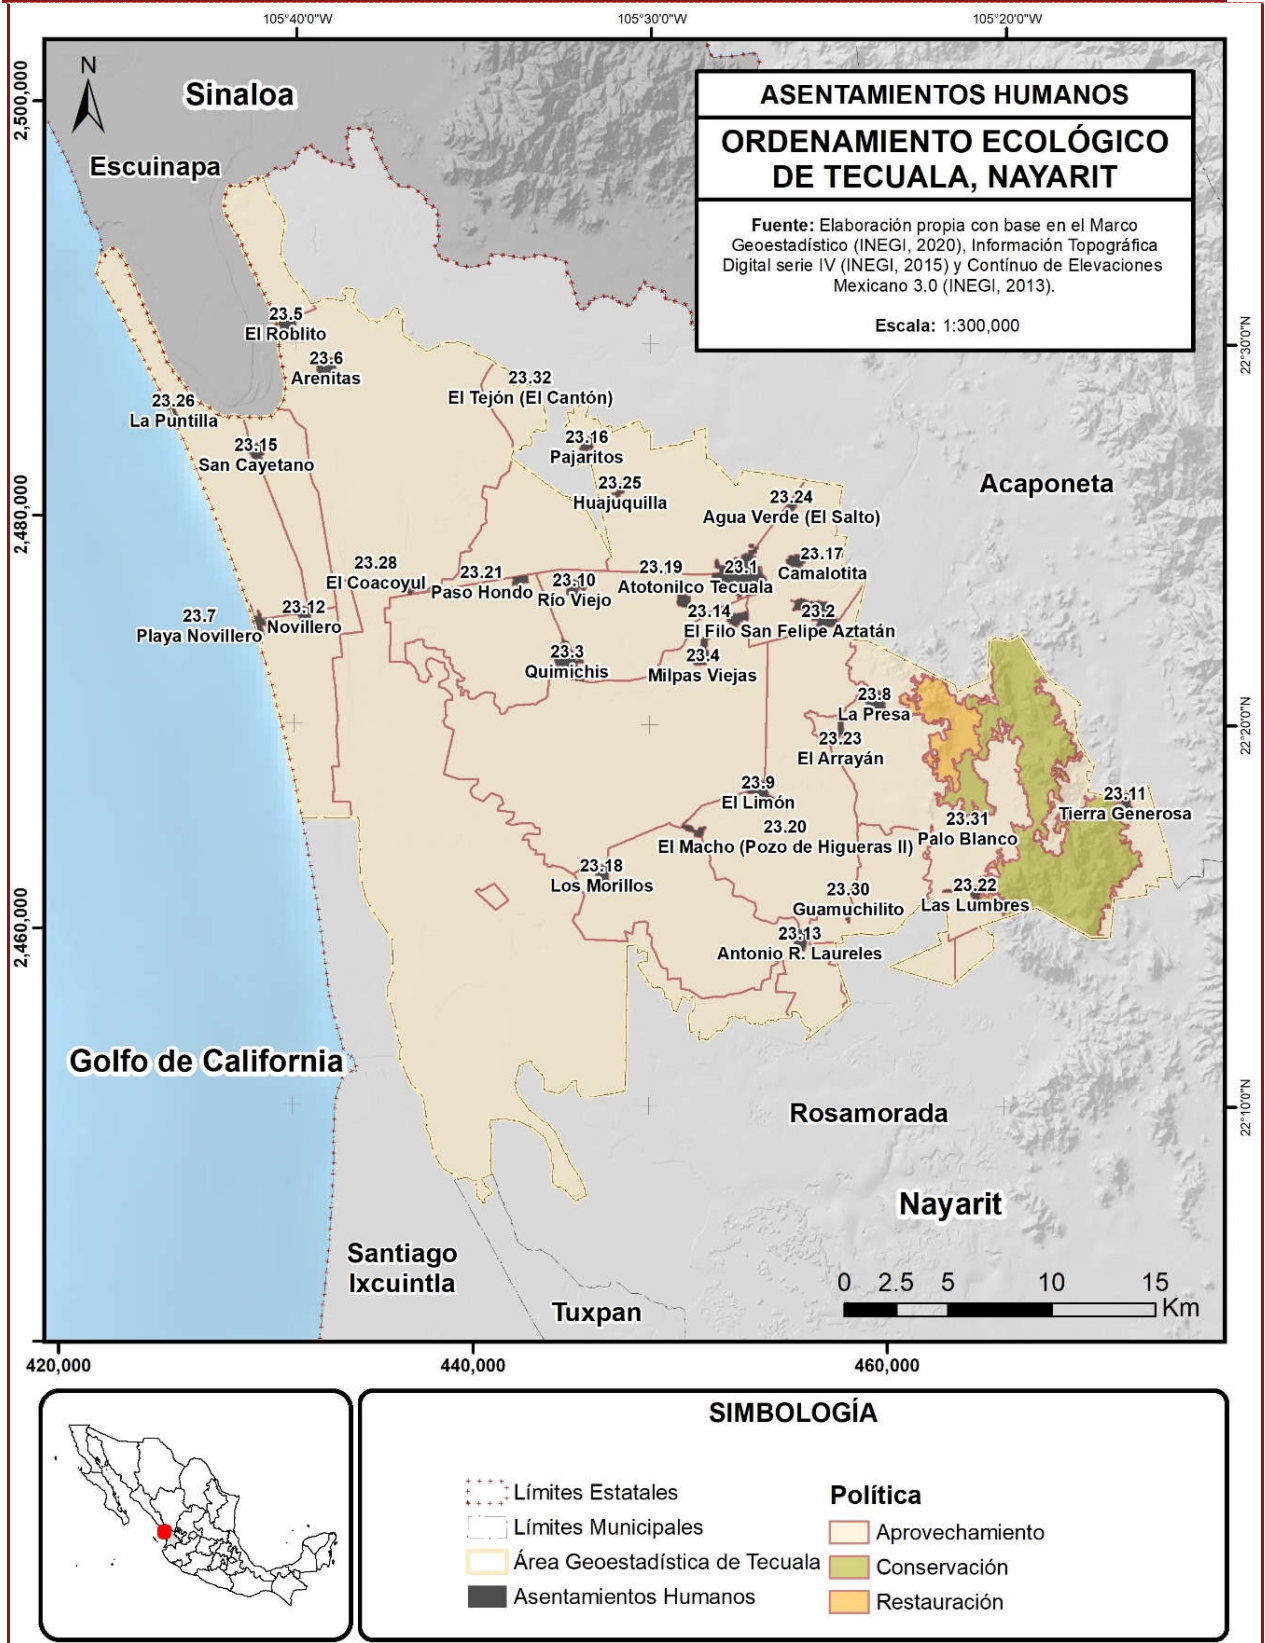 105°40'0"W
105°30'0"W
105°20'0"W
N
Sinaloa
Escuinapa
ASENTAMIENTOS HUMANOS
ORDENAMIENTO ECOLÓGICO
DE TECUALA, NAYARIT
Fuente: Elaboración propia con base en el Marco
Geoestadístico (INEGI, 2020), Información Topográfica
Digital serie IV (INEGI, 2015) y Contínuo de Elevaciones
Mexicano 3.0 (INEGI, 2013).
Escala: 1:300,000
2,500,000
2,480,000
2,460,000
22°30'0"N
22°20'0"N
22°10'0"N
23.5
El Roblito
23.6
Arenitas
23.32
El Tejón (El Cantón)
23.26
La Puntilla
23.16
Pajaritos
23.15
San Cayetano
23.25
Huajuquilla
Acaponeta
23.24
Agua Verde (El Salto)
23.28
El Coacoyul
23.21
Paso Hondo
23.10
Río Viejo
23.19
Atotonilco
23.1
Tecuala
23.17
Camalotita
23.7
Playa Novillero
23.12
Novillero
23.14
El Filo
23.2
San Felipe Aztatán
23.3
Quimichis
23.4
Milpas Viejas
23.8
La Presa
23.23
El Arrayán
23.9
El Limón
23.11
Tierra Generosa
23.20
El Macho (Pozo de Higueras II)
23.31
Palo Blanco
23.18
Los Morillos
23.30
Guamuchilito
23.22
Las Lumbres
23.13
Antonio R. Laureles
Golfo de California
Rosamorada
Nayarit
Santiago
Ixcuintla
Tuxpan
0 2.5 5 10 15
Km
420,000
440,000
460,000
SIMBOLOGÍA
Límites Estatales
Límites Municipales
Área Geoestadística de Tecuala
Asentamientos Humanos
Política
Aprovechamiento
Conservación
Restauración